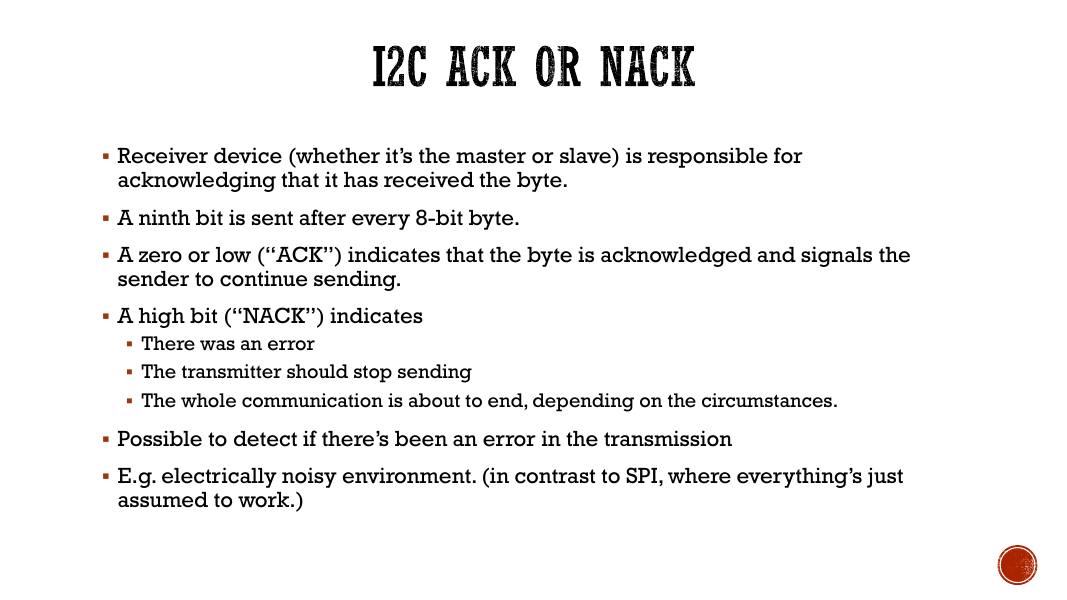 I2C ACK OR NACK
▪ Receiver device (whether it’s the master or slave) is responsible for
acknowledging that it has received the byte.
▪ A ninth bit is sent after every 8-bit byte.
▪ A zero or low (“ACK”) indicates that the byte is acknowledged and signals the
sender to continue sending.
▪ A high bit (“NACK”) indicates
▪ There was an error
▪ The transmitter should stop sending
▪ The whole communication is about to end, depending on the circumstances.
▪ Possible to detect if there’s been an error in the transmission
▪ E.g. electrically noisy environment. (in contrast to SPI, where everything’s just
assumed to work.)